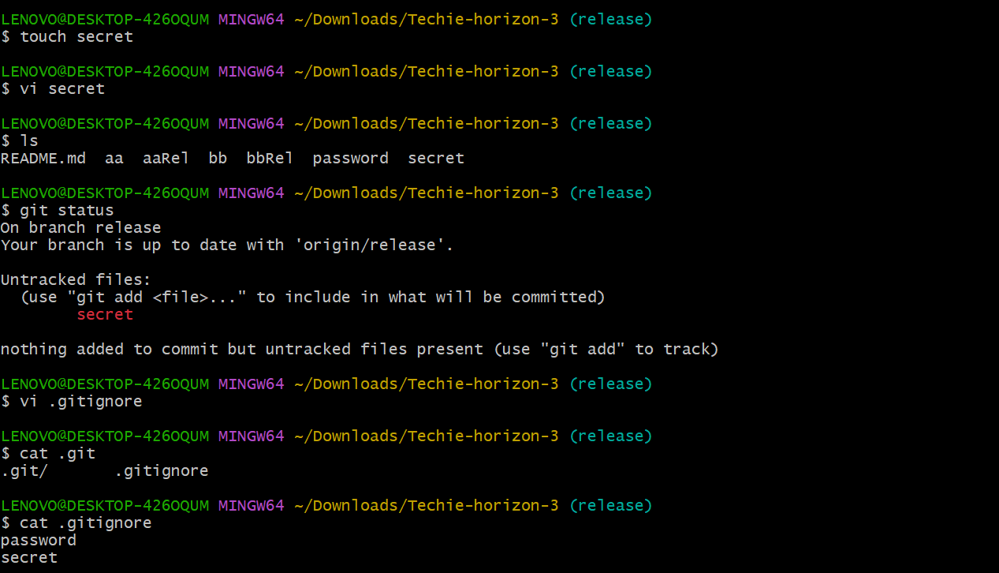 LENOVO@DESKTOP-426OQUM MINGW64 ~/Downloads/Techie-horizon-3 (release)
$ touch secret
LENOVO@DESKTOP-426OQUM MINGW64 ~/Downloads/Techie-horizon-3 (release)
$ vi secret
LENOVO@DESKTOP-426OQUM MINGW64 ~/Downloads/Techie-horizon-3 (release)
$ ls
README.md  aa  aaRel  bb  bbRel  password  secret
LENOVO@DESKTOP-426OQUM MINGW64 ~/Downloads/Techie-horizon-3 (release)
$ git status
On branch release
Your branch is up to date with 'origin/release'.
Untracked files:
  (use "git add <file>..." to include in what will be committed)
        secret
nothing added to commit but untracked files present (use "git add" to track)
LENOVO@DESKTOP-426OQUM MINGW64 ~/Downloads/Techie-horizon-3 (release)
$ vi .gitignore
LENOVO@DESKTOP-426OQUM MINGW64 ~/Downloads/Techie-horizon-3 (release)
$ cat .git
.git/       .gitignore
LENOVO@DESKTOP-426OQUM MINGW64 ~/Downloads/Techie-horizon-3 (release)
$ cat .gitignore
password
secret